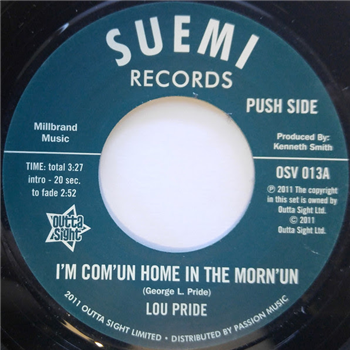 SUEMI
RECORDS
PUSH SIDE
Millbrand
Music
Produced By:
Kenneth Smith
TIME: total 3:27
intro - 20 sec.
to fade 2:52
OSV 013A
℗ 2011 The copyright
in this set is owned by
Outta Sight Ltd.
© 2011
Outta Sight Ltd.
Outta
Sight
I'M COM'UN HOME IN THE MORN'UN
(George L. Pride)
LOU PRIDE
2011 OUTTA SIGHT LIMITED • DISTRIBUTED BY PASSION MUSIC